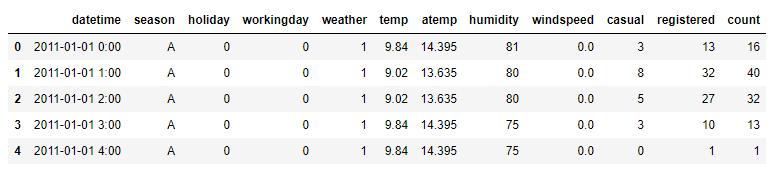 datetime season holiday workingday weather temp atemp humidity windspeed casual registered count
0 2011-01-01 0:00 A 0 0 1 9.84 14.395 81 0.0 3 13 16
1 2011-01-01 1:00 A 0 0 1 9.02 13.635 80 0.0 8 32 40
2 2011-01-01 2:00 A 0 0 1 9.02 13.635 80 0.0 5 27 32
3 2011-01-01 3:00 A 0 0 1 9.84 14.395 75 0.0 3 10 13
4 2011-01-01 4:00 A 0 0 1 9.84 14.395 75 0.0 0 1 1